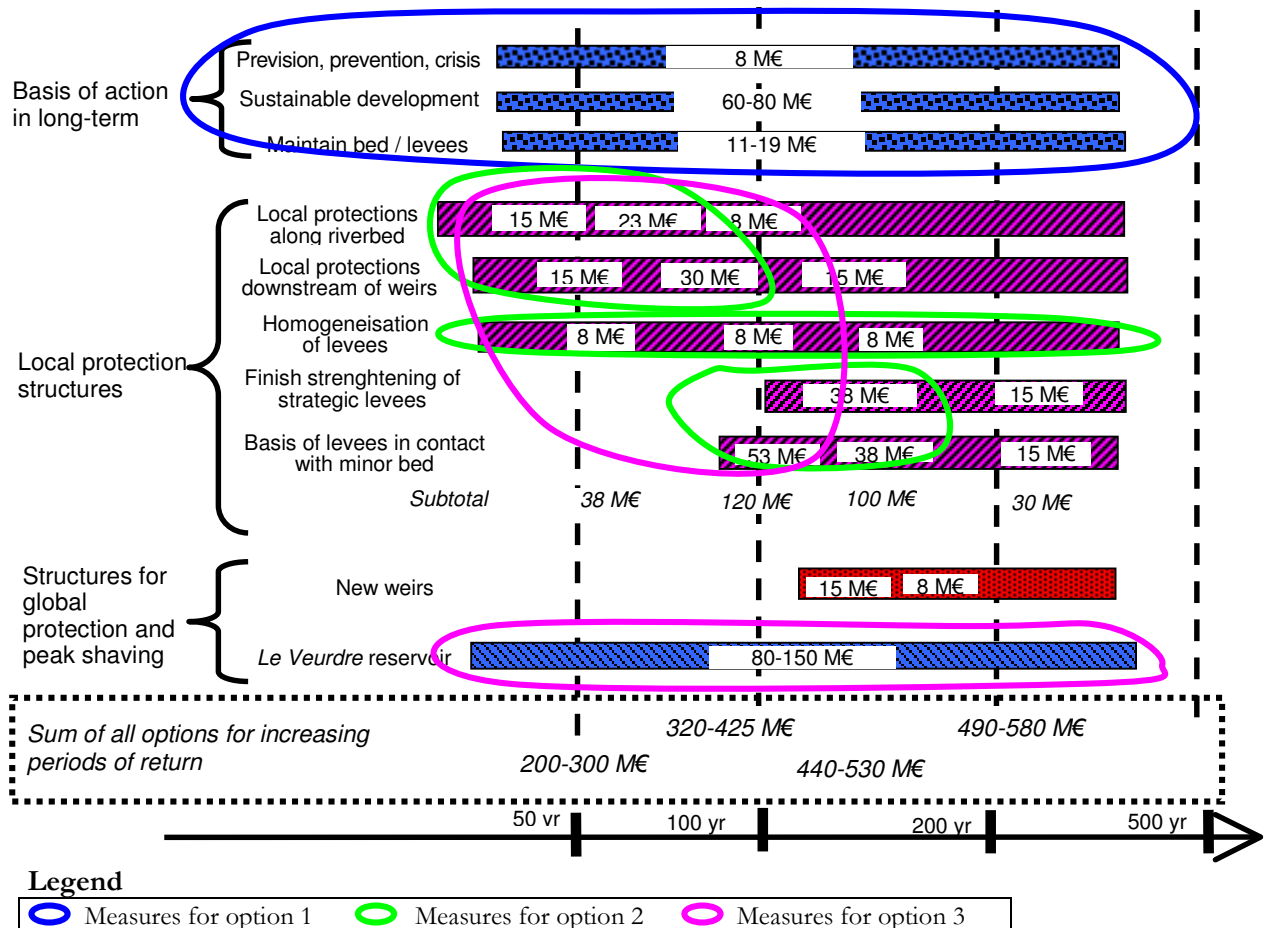 Basis of action
in long-term
Prevision, prevention, crisis
8 M€
Sustainable development
60-80 M€
Maintain bed / levees
11-19 M€
Local protection
structures
Local protections
along riverbed
15 M€ 23 M€ 8 M€
Local protections
downstream of weirs
15 M€ 30 M€ 15 M€
Homogeneisation
of levees
8 M€ 8 M€ 8 M€
Finish strenghtening of
strategic levees
38 M€ 15 M€
Basis of levees in contact
with minor bed
53 M€ 38 M€ 15 M€
Subtotal 38 M€ 120 M€ 100 M€ 30 M€
Structures for
global
protection and
peak shaving
New weirs
15 M€ 8 M€
Le Veurdre reservoir
80-150 M€
Sum of all options for increasing
periods of return
200-300 M€
320-425 M€
440-530 M€
490-580 M€
50 yr 100 yr 200 yr 500 yr
Legend
Measures for option 1 Measures for option 2 Measures for option 3